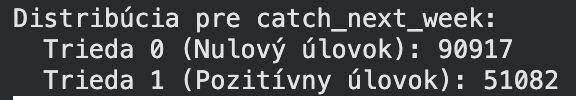 Distribúcia pre catch_next_week:
Trieda 0 (Nulový úlovok): 90917
Trieda 1 (Pozitívny úlovok): 51082